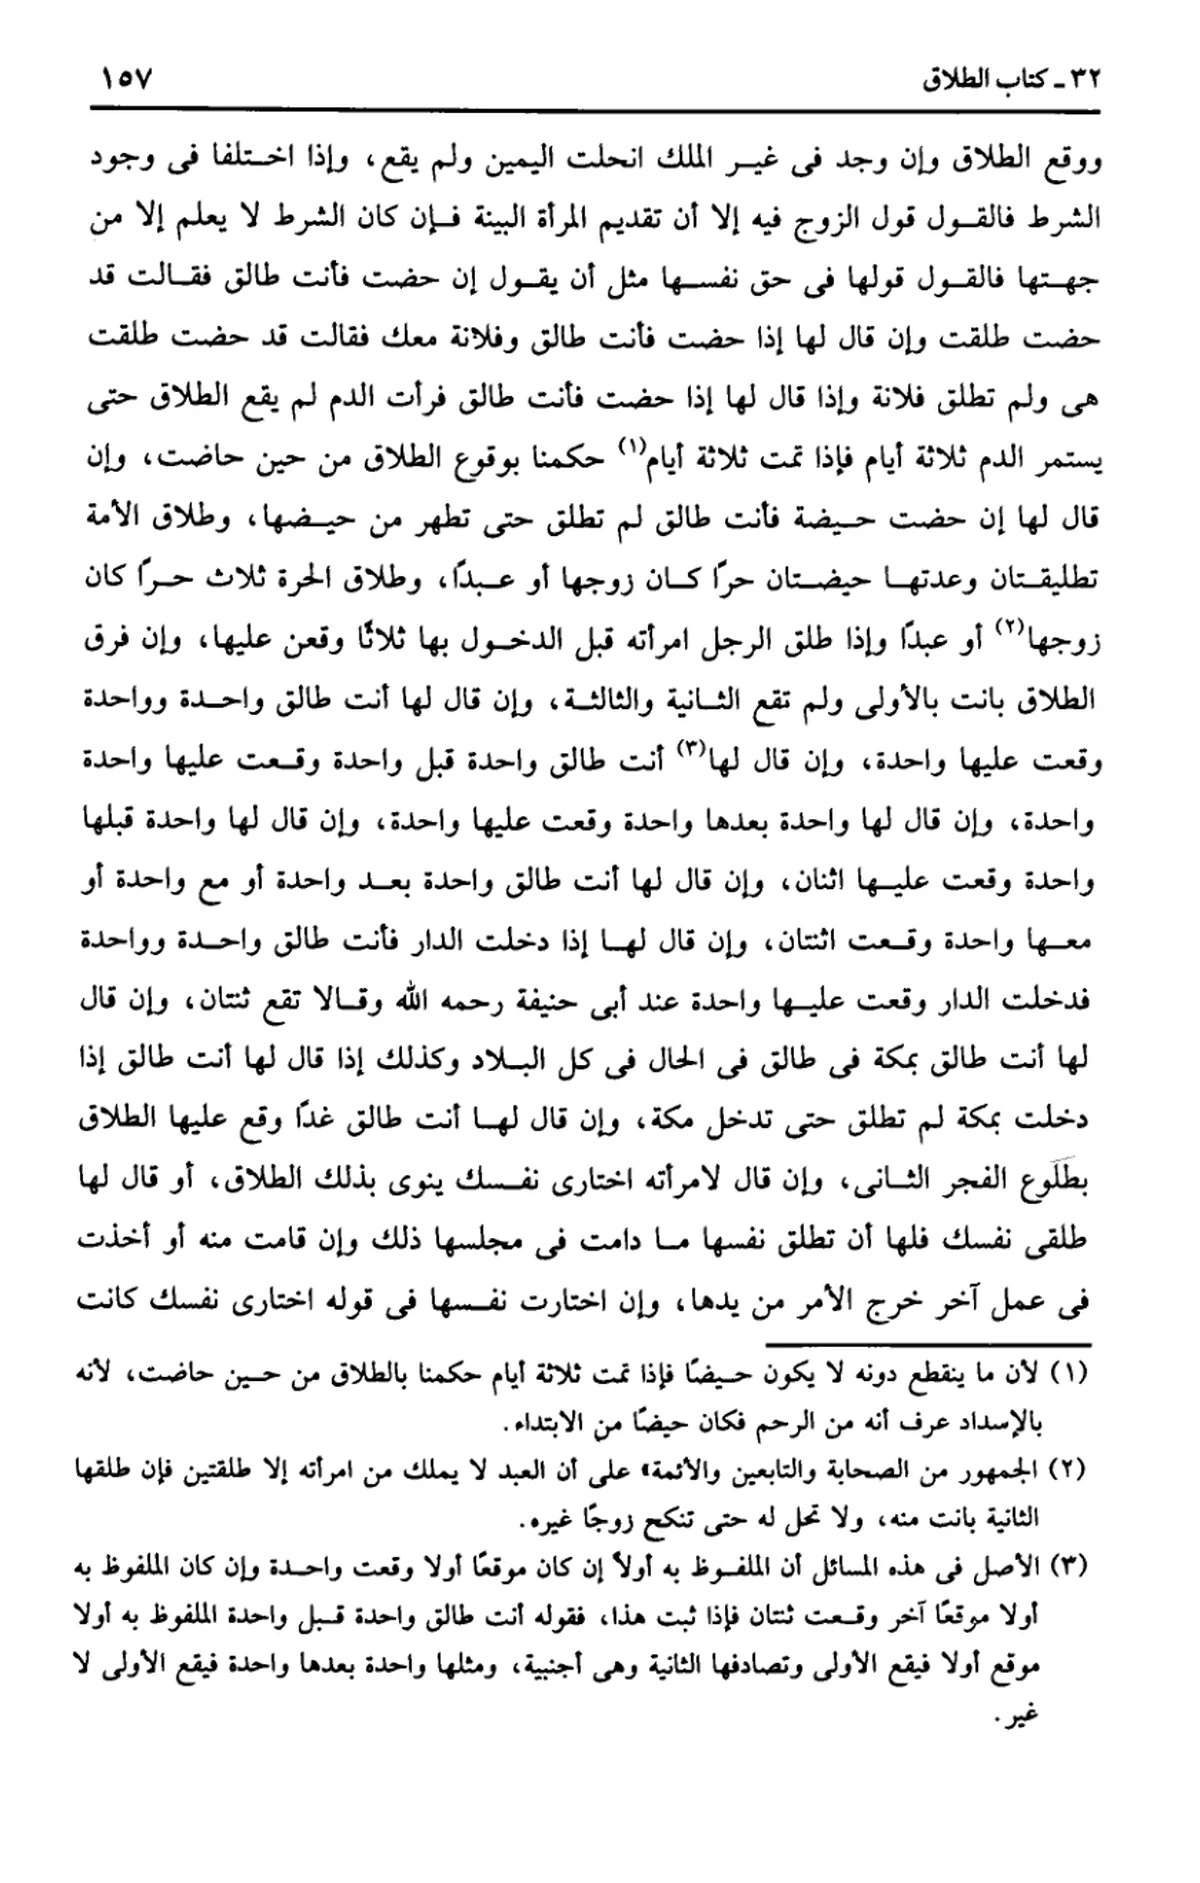 ٣٢ ـ كتاب الطلاق ١٥٧
ووقع الطلاق وإن وجد فى غير الملك انحلت اليمين ولم يقع، وإذا اختلفا فى وجود
الشرط فالقول قول الزوج فيه إلا أن تقديم المرأة البينة فإن كان الشرط لا يعلم إلا من
جهتها فالقول قولها فى حق نفسها مثل أن يقول إن حضت فأنت طالق فقالت قد
حضت طلقت وإن قال لها إذا حضت فأنت طالق وفلانة معك فقالت قد حضت طلقت
هى ولم تطلق فلانة وإذا قال لها إذا حضت فأنت طالق فرأت الدم لم يقع الطلاق حتى
يستمر الدم ثلاثة أيام فإذا تمت ثلاثة أيام(١) حكمنا بوقوع الطلاق من حين حاضت، وإن
قال لها إن حضت حيضة فأنت طالق لم تطلق حتى تطهر من حيضها، وطلاق الأمة
تطليقتان وعدتها حيضتان حرًا كان زوجها أو عبدًا، وطلاق الحرة ثلاث حرًا كان
زوجها(٢) أو عبدًا وإذا طلق الرجل امرأته قبل الدخول بها ثلاثًا وقعن عليها، وإن فرق
الطلاق بانت بالأولى ولم تقع الثانية والثالثة، وإن قال لها أنت طالق واحدة وواحدة
وقعت عليها واحدة، وإن قال لها(٣) أنت طالق واحدة قبل واحدة وقعت عليها واحدة
واحدة، وإن قال لها واحدة بعدها واحدة وقعت عليها واحدة، وإن قال لها واحدة قبلها
واحدة وقعت عليها اثنان، وإن قال لها أنت طالق واحدة بعد واحدة أو مع واحدة أو
معها واحدة وقعت اثنتان، وإن قال لها إذا دخلت الدار فأنت طالق واحدة وواحدة
فدخلت الدار وقعت عليها واحدة عند أبى حنيفة رحمه الله وقالا تقع ثنتان، وإن قال
لها أنت طالق بمكة فى طالق فى الحال فى كل البلاد وكذلك إذا قال لها أنت طالق إذا
دخلت بمكة لم تطلق حتى تدخل مكة، وإن قال لها أنت طالق غدًا وقع عليها الطلاق
بطلوع الفجر الثانى، وإن قال لامرأته اختارى نفسك ينوى بذلك الطلاق، أو قال لها
طلقى نفسك فلها أن تطلق نفسها ما دامت فى مجلسها ذلك وإن قامت منه أو أخذت
فى عمل آخر خرج الأمر من يدها، وإن اختارت نفسها فى قوله اختارى نفسك كانت
(١) لأن ما ينقطع دونه لا يكون حيضًا فإذا تمت ثلاثة أيام حكمنا بالطلاق من حين حاضت، لأنه
بالإسداد عرف أنه من الرحم فكان حيضًا من الابتداء.
(٢) الجمهور من الصحابة والتابعين والأئمة، على أن العبد لا يملك من امرأته إلا طلقتين فإن طلقها
الثانية بانت منه، ولا تحل له حتى تنكح زوجًا غيره.
(٣) الأصل فى هذه المسائل أن الملفوظ به أولاً إن كان موقعًا أولا وقعت واحدة وإن كان الملفوظ به
أولا موقعًا آخر وقعت ثنتان فإذا ثبت هذا، فقوله أنت طالق واحدة قبل واحدة الملفوظ به أولا
موقع أولا فيقع الأولى وتصادفها الثانية وهى أجنبية، ومثلها واحدة بعدها واحدة فيقع الأولى لا
غير.